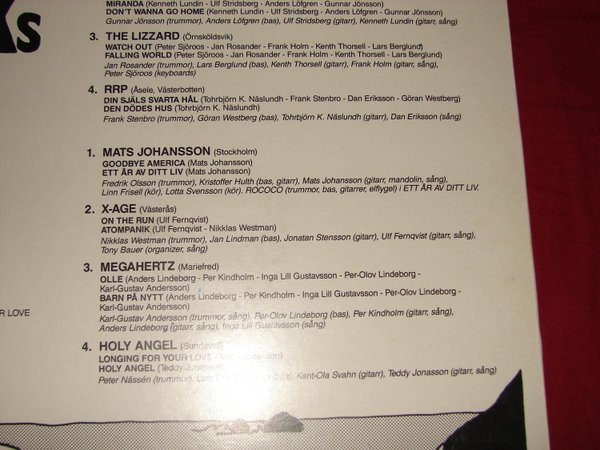 MIRANDA (Kenneth Lundin - Ulf Stridsberg - Anders Löfgren - Gunnar Jönsson)
DON'T WANNA GO HOME (Kenneth Lundin - Ulf Stridsberg - Anders Löfgren - Gunnar Jönsson)
Gunnar Jönsson (trummor), Anders Löfgren (bas), Ulf Stridsberg (gitarr), Kenneth Lundin (gitarr, sång)
ks
3. THE LIZZARD (Örnsköldsvik)
WATCH OUT (Peter Sjöroos - Jan Rosander - Frank Holm - Kenth Thorsell - Lars Berglund)
FALLING WORLD (Peter Sjöroos - Jan Rosander - Frank Holm - Kenth Thorsell - Lars Berglund)
Jan Rosander (trummor), Lars Berglund (bas), Kenth Thorsell (gitarr), Frank Holm (gitarr, sång)
Peter Sjöroos (keyboards)
4. RRP (Åsele, Västerbotten)
DIN SJÄLS SVARTA HÅL (Tohrbjörn K. Näslundh - Frank Stenbro - Dan Eriksson - Göran Westberg)
DEN DÖDES HUS (Tohrbjörn K. Näslundh)
Frank Stenbro (trummor), Göran Westberg (bas), Tohrbjörn K. Näslundh (gitarr), Dan Eriksson (sång)
1. MATS JOHANSSON (Stockholm)
GOODBYE AMERICA (Mats Johansson)
ETT ÅR AV DITT LIV (Mats Johansson)
Fredrik Olsson (trummor), Kristoffer Hulth (bas, gitarr), Mats Johansson (gitarr, mandolin, sång),
Linn Frisell (kör), Lotta Svensson (kör). ROCOCO (trummor, bas, gitarrer, elflygel) i ETT ÅR AV DITT LIV.
2. X-AGE (Västerås)
ON THE RUN (Ulf Fernqvist)
ATOMPANIK (Ulf Fernqvist - Nikklas Westman)
Nikklas Westman (trummor), Jan Lindman (bas), Jonatan Stensson (gitarr), Ulf Fernqvist (gitarr, sång),
Tony Bauer (organizer, sång)
3. MEGAHERTZ (Mariefred)
OLLE (Anders Lindeborg - Per Kindholm - Inga Lill Gustavsson - Per-Olov Lindeborg -
Karl-Gustav Andersson)
BARN PÅ NYTT (Anders Lindeborg - Per Kindholm - Inga Lill Gustavsson - Per-Olov Lindeborg -
Karl-Gustav Andersson)
Karl-Gustav Andersson (trummor, sång), Per-Olov Lindeborg (bas), Per Kindholm (gitarr, sång),
Anders Lindeborg (gitarr, sång), Inga Lill Gustavsson (sång)
R LOVE
4. HOLY ANGEL (Sundsvall)
LONGING FOR YOUR LOVE
HOLY ANGEL (Teddy Jonasson)
Peter Nässén (trummor), (bas), Kent-Ola Svahn (gitarr), Teddy Jonasson (gitarr, sång)